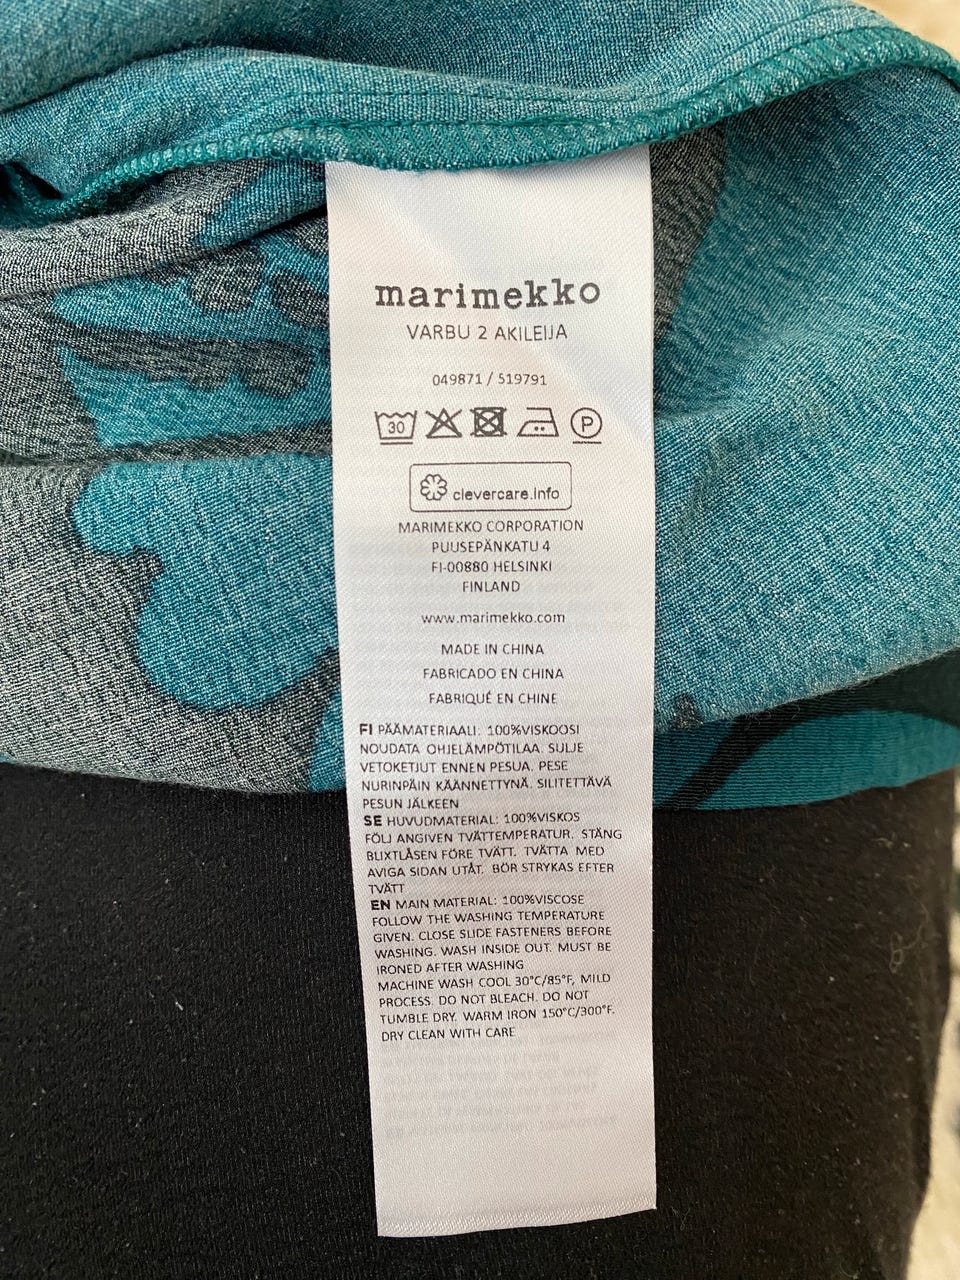 marimekko
VARBU 2 AKILEIJA
049871 / 519791
30 P
clevercare.info
MARIMEKKO CORPORATION
PUUSEPÄNKATU 4
FI-00880 HELSINKI
FINLAND
www.marimekko.com
MADE IN CHINA
FABRICADO EN CHINA
FABRIQUÉ EN CHINE
FI PÄÄMATERIAALI: 100%VISKOOSI
NOUDATA OHJELÄMPÖTILAA. SULJE
VETOKETJUT ENNEN PESUA. PESE
NURINPÄIN KÄÄNNETTYNÄ. SILITETTÄVÄ
PESUN JÄLKEEN
SE HUVUDMATERIAL: 100%VISKOS
FÖLJ ANGIVEN TVÄTTEMPERATUR. STÄNG
BLIXTLÅSEN FÖRE TVÄTT. TVÄTTA MED
AVIGA SIDAN UTÅT. BÖR STRYKAS EFTER
TVÄTT
EN MAIN MATERIAL: 100%VISCOSE
FOLLOW THE WASHING TEMPERATURE
GIVEN. CLOSE SLIDE FASTENERS BEFORE
WASHING. WASH INSIDE OUT. MUST BE
IRONED AFTER WASHING
MACHINE WASH COOL 30°C/85°F, MILD
PROCESS. DO NOT BLEACH. DO NOT
TUMBLE DRY. WARM IRON 150°C/300°F.
DRY CLEAN WITH CARE